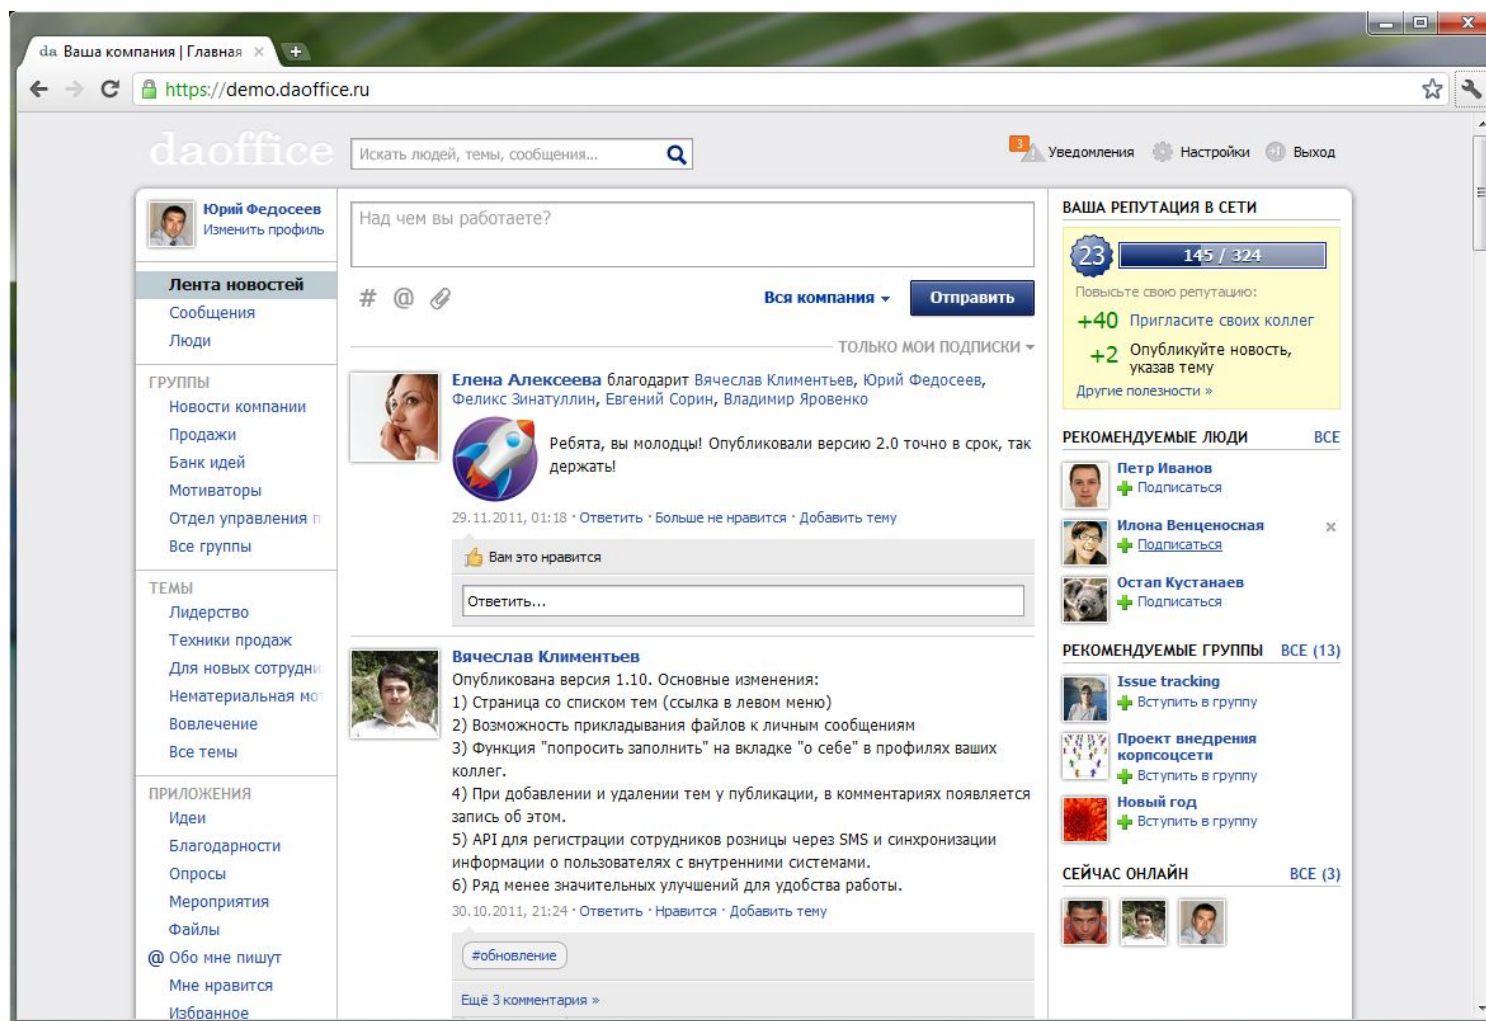 da Ваша компания | Главная
https://demo.daoffice.ru
daoffice
Искать людей, темы, сообщения...
3
Уведомления
Настройки
Выход
Юрий Федосеев
Изменить профиль
Лента новостей
Сообщения
Люди
ГРУППЫ
Новости компании
Продажи
Банк идей
Мотиваторы
Отдел управления п
Все группы
ТЕМЫ
Лидерство
Техники продаж
Для новых сотрудни
Нематериальная мот
Вовлечение
Все темы
ПРИЛОЖЕНИЯ
Идеи
Благодарности
Опросы
Мероприятия
Файлы
@ Обо мне пишут
Мне нравится
Избранное
Над чем вы работаете?
# @
Вся компания
Отправить
ТОЛЬКО МОИ ПОДПИСКИ
Елена Алексеева благодарит Вячеслав Климентьев, Юрий Федосеев,
Феликс Зинатуллин, Евгений Сорин, Владимир Яровенко
Ребята, вы молодцы! Опубликовали версию 2.0 точно в срок, так
держать!
29.11.2011, 01:18 · Ответить · Больше не нравится · Добавить тему
Вам это нравится
Ответить...
Вячеслав Климентьев
Опубликована версия 1.10. Основные изменения:
1) Страница со списком тем (ссылка в левом меню)
2) Возможность прикладывания файлов к личным сообщениям
3) Функция "попросить заполнить" на вкладке "о себе" в профилях ваших
коллег.
4) При добавлении и удалении тем у публикации, в комментариях появляется
запись об этом.
5) API для регистрации сотрудников розницы через SMS и синхронизации
информации о пользователях с внутренними системами.
6) Ряд менее значительных улучшений для удобства работы.
30.10.2011, 21:24 · Ответить · Нравится · Добавить тему
#обновление
Ещё 3 комментария »
ВАША РЕПУТАЦИЯ В СЕТИ
23
145 / 324
Повысьте свою репутацию:
+40 Пригласите своих коллег
+2 Опубликуйте новость,
указав тему
Другие полезности »
РЕКОМЕНДУЕМЫЕ ЛЮДИ ВСЕ
Петр Иванов
Подписаться
Илона Венценосная
Подписаться
Остап Кустанаев
Подписаться
РЕКОМЕНДУЕМЫЕ ГРУППЫ ВСЕ (13)
Issue tracking
Вступить в группу
Проект внедрения
корпсоцсети
Вступить в группу
Новый год
Вступить в группу
СЕЙЧАС ОНЛАЙН ВСЕ (3)